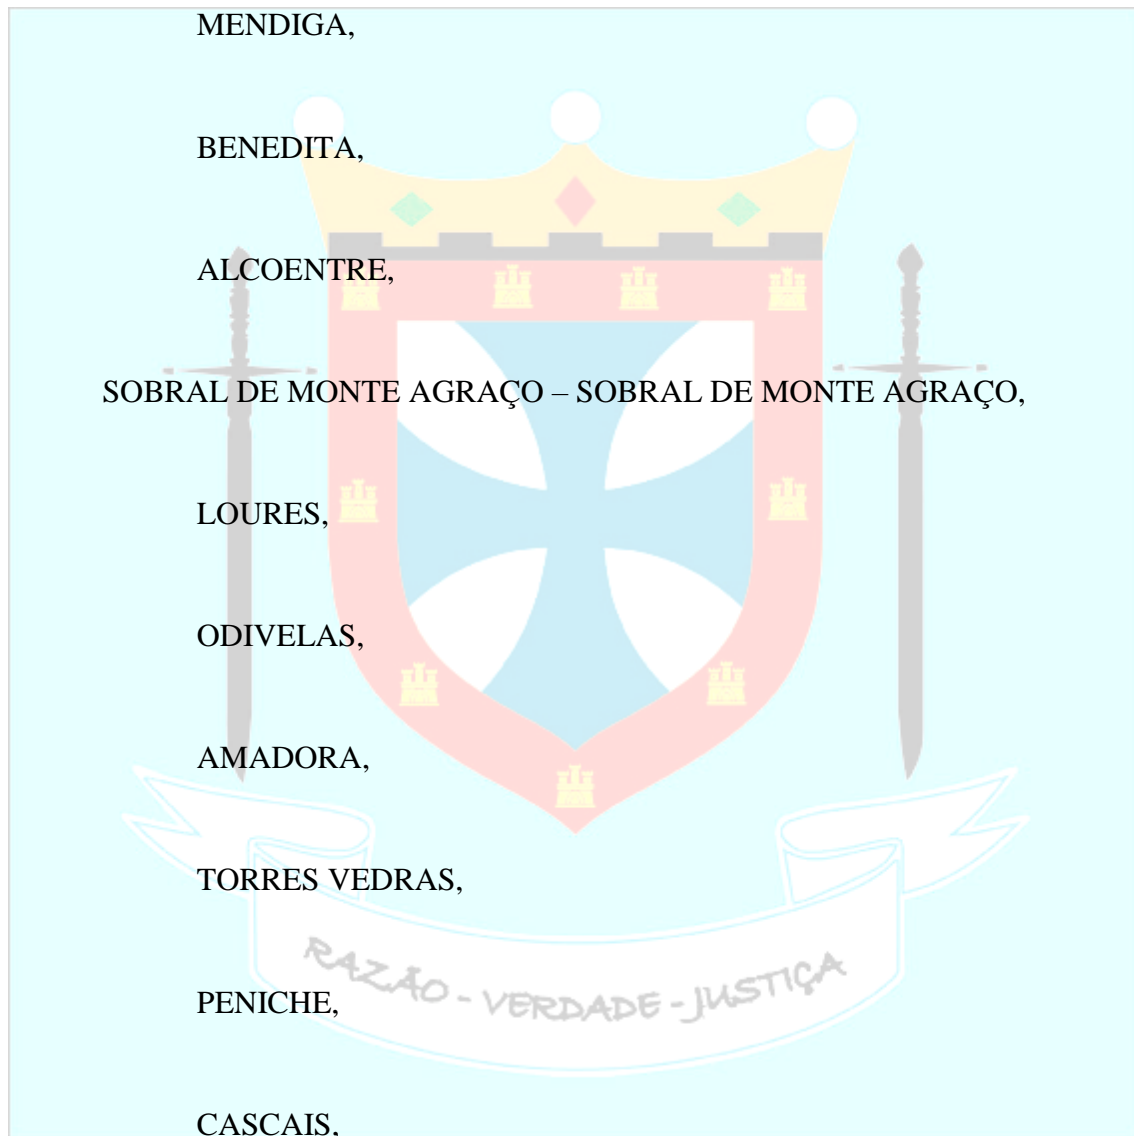 MENDIGA,
BENEDITA,
ALCOENTRE,
SOBRAL DE MONTE AGRAÇO – SOBRAL DE MONTE AGRAÇO,
LOURES,
ODIVELAS,
AMADORA,
TORRES VEDRAS,
RAZÃO - VERDADE - JUSTIÇA
PENICHE,
CASCAIS,